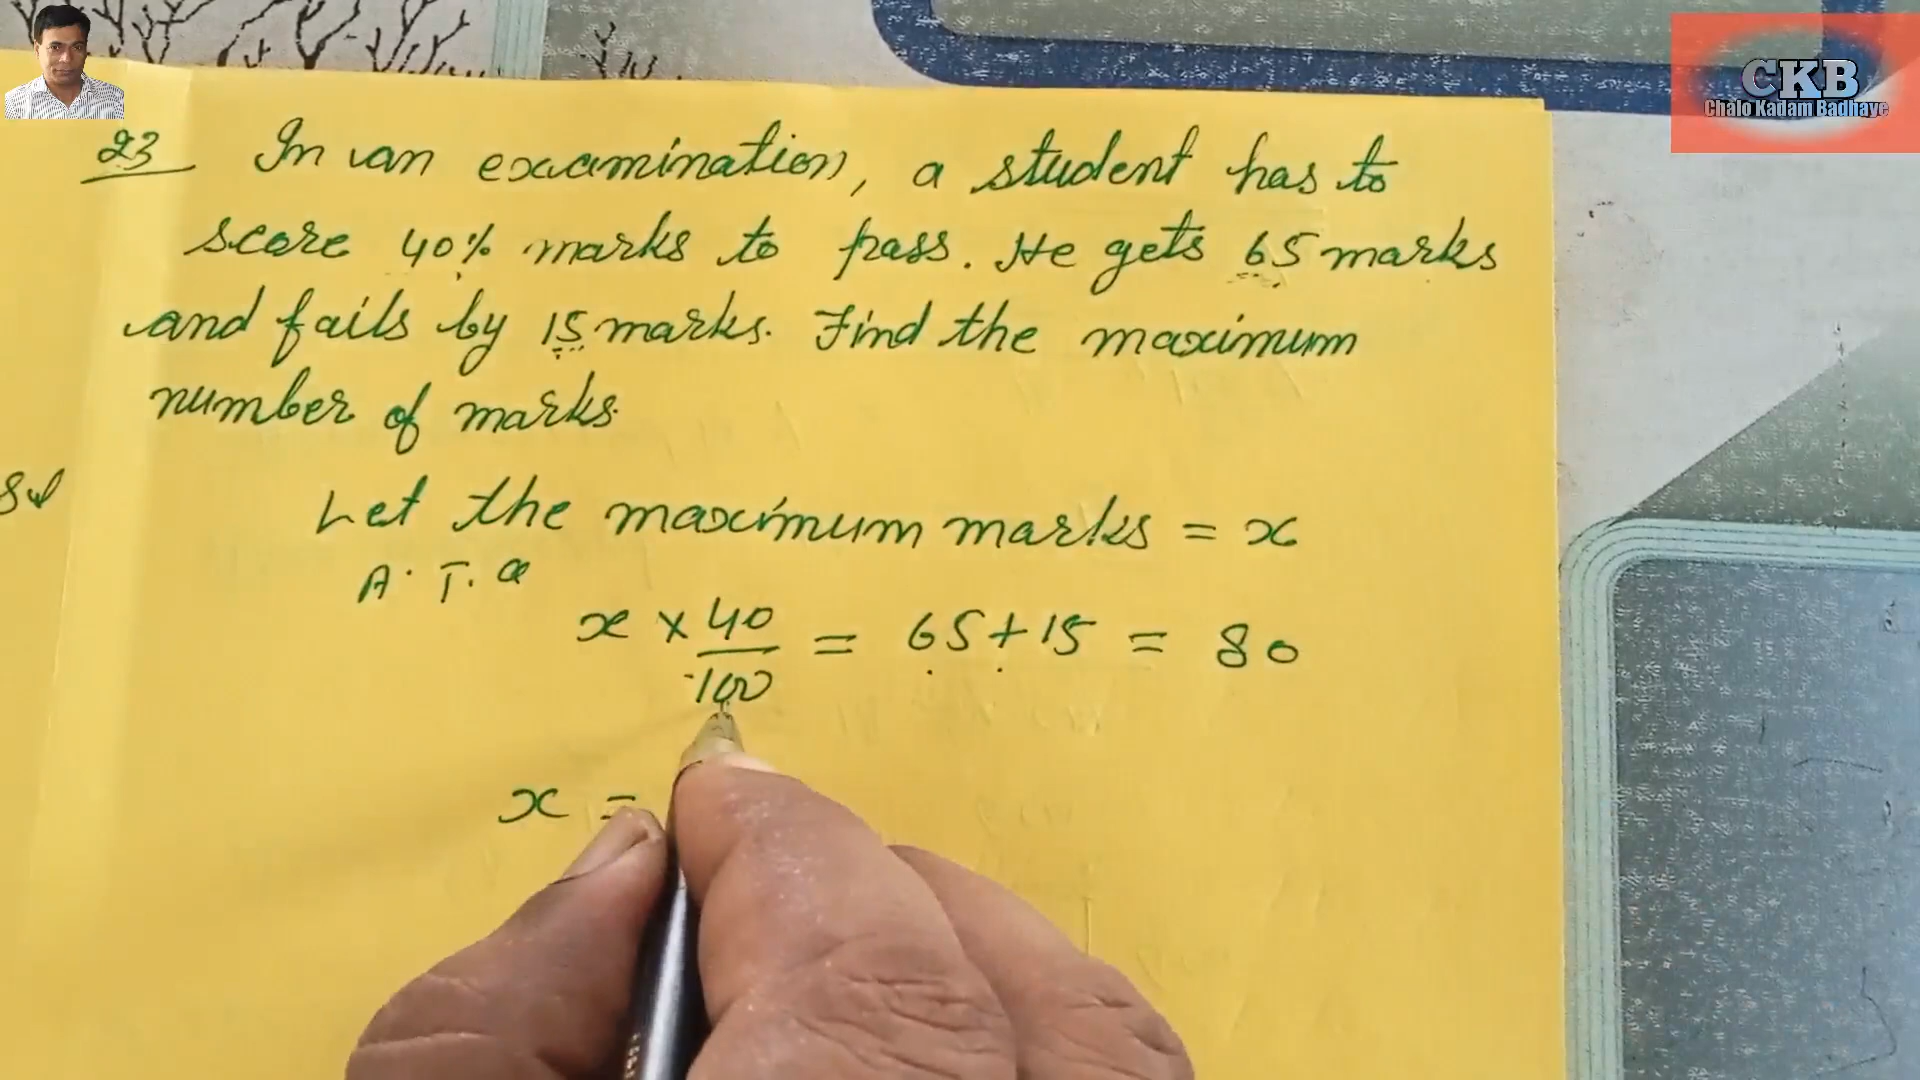 CKB
Chalo Kadam Badhaye
23 In an examination, a student has to
score 40% marks to pass. He gets 65 marks
and fails by 15 marks. Find the maximum
number of marks.
Sol
Let the maximum marks = x
A. T. Q
x × 40/100 = 65 + 15 = 80
x =